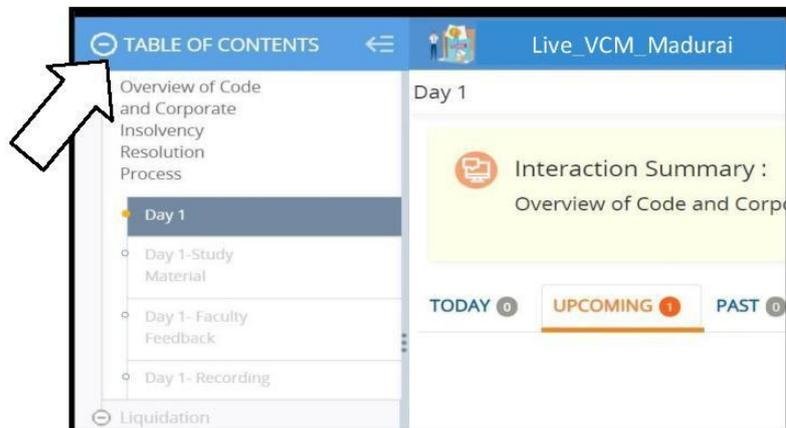 TABLE OF CONTENTS
Overview of Code
and Corporate
Insolvency
Resolution
Process
Day 1
Day 1-Study
Material
Day 1- Faculty
Feedback
Day 1- Recording
Liquidation
Live_VCM_Madurai
Day 1
Interaction Summary :
Overview of Code and Corpo
TODAY 0 UPCOMING 1 PAST 0